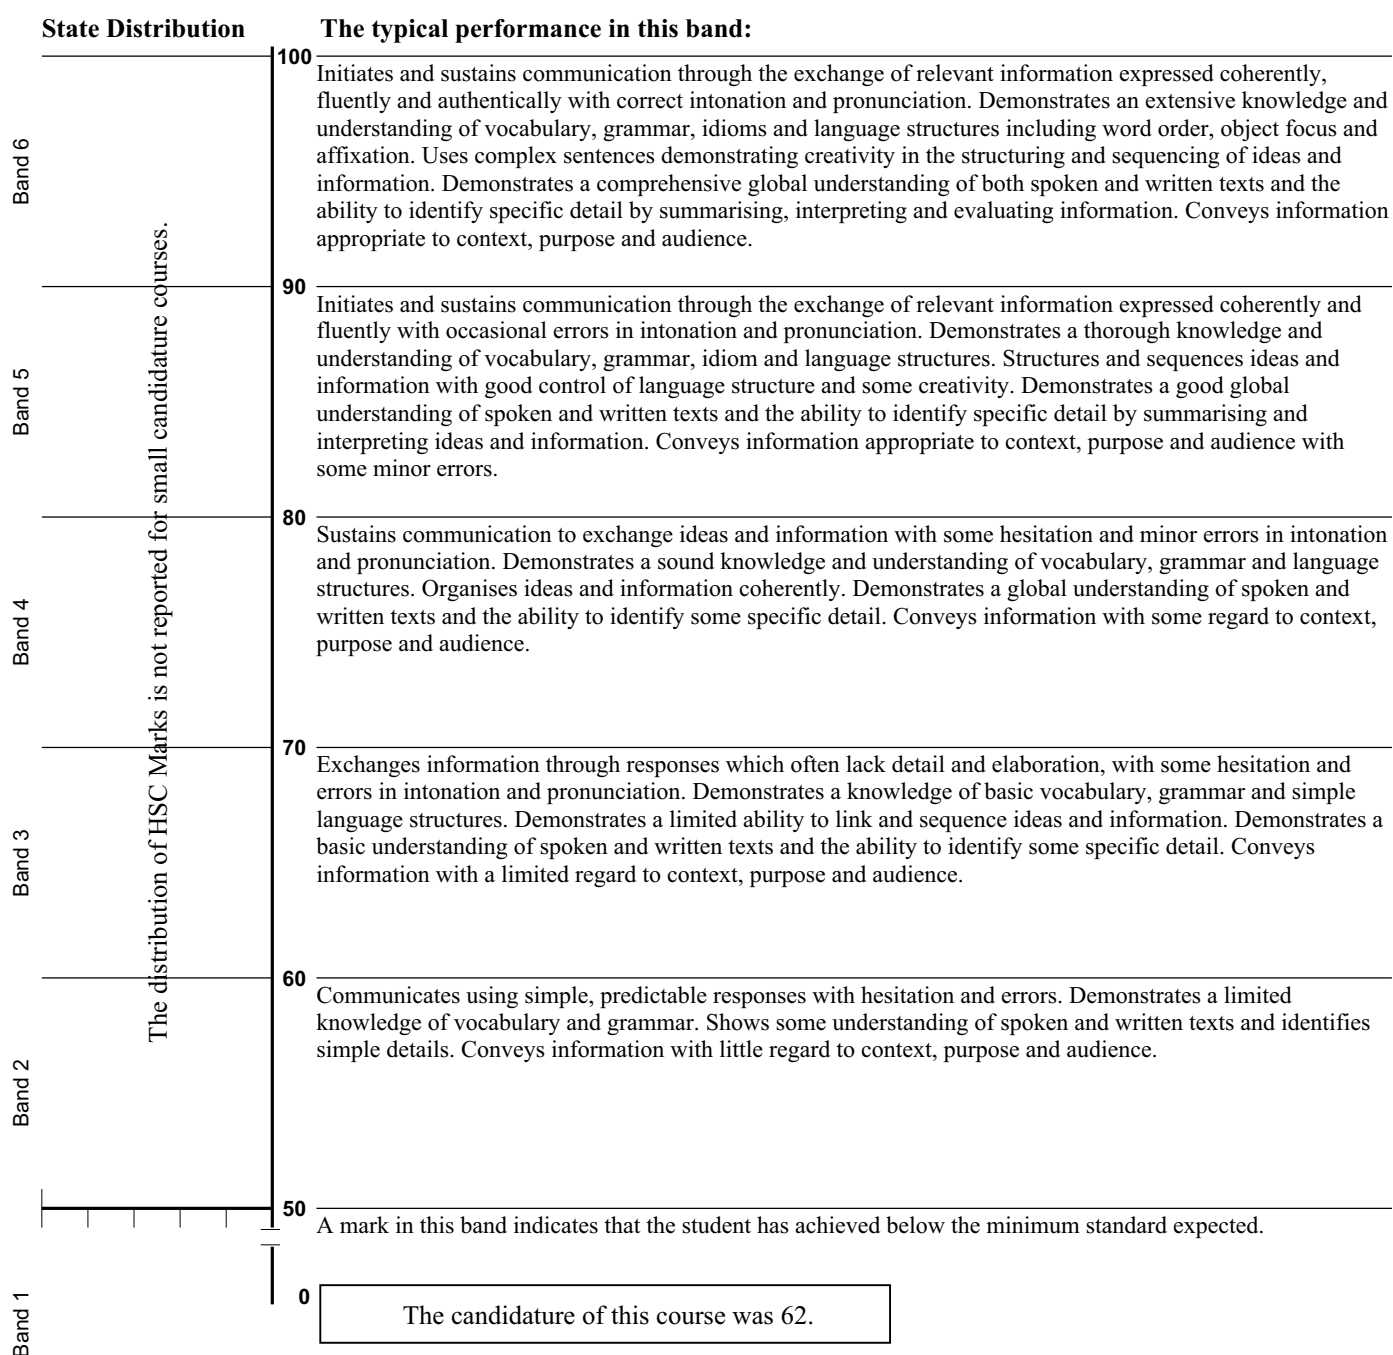 State Distribution
The typical performance in this band:
100
Initiates and sustains communication through the exchange of relevant information expressed coherently,
fluently and authentically with correct intonation and pronunciation. Demonstrates an extensive knowledge and
understanding of vocabulary, grammar, idioms and language structures including word order, object focus and
affixation. Uses complex sentences demonstrating creativity in the structuring and sequencing of ideas and
information. Demonstrates a comprehensive global understanding of both spoken and written texts and the
ability to identify specific detail by summarising, interpreting and evaluating information. Conveys information
appropriate to context, purpose and audience.
Band 6
90
Initiates and sustains communication through the exchange of relevant information expressed coherently and
fluently with occasional errors in intonation and pronunciation. Demonstrates a thorough knowledge and
understanding of vocabulary, grammar, idiom and language structures. Structures and sequences ideas and
information with good control of language structure and some creativity. Demonstrates a good global
understanding of spoken and written texts and the ability to identify specific detail by summarising and
interpreting ideas and information. Conveys information appropriate to context, purpose and audience with
some minor errors.
Band 5
80
Sustains communication to exchange ideas and information with some hesitation and minor errors in intonation
and pronunciation. Demonstrates a sound knowledge and understanding of vocabulary, grammar and language
structures. Organises ideas and information coherently. Demonstrates a global understanding of spoken and
written texts and the ability to identify some specific detail. Conveys information with some regard to context,
purpose and audience.
Band 4
The distribution of HSC Marks is not reported for small candidature courses.
70
Exchanges information through responses which often lack detail and elaboration, with some hesitation and
errors in intonation and pronunciation. Demonstrates a knowledge of basic vocabulary, grammar and simple
language structures. Demonstrates a limited ability to link and sequence ideas and information. Demonstrates a
basic understanding of spoken and written texts and the ability to identify some specific detail. Conveys
information with a limited regard to context, purpose and audience.
Band 3
60
Communicates using simple, predictable responses with hesitation and errors. Demonstrates a limited
knowledge of vocabulary and grammar. Shows some understanding of spoken and written texts and identifies
simple details. Conveys information with little regard to context, purpose and audience.
Band 2
50
A mark in this band indicates that the student has achieved below the minimum standard expected.
0
Band 1
The candidature of this course was 62.